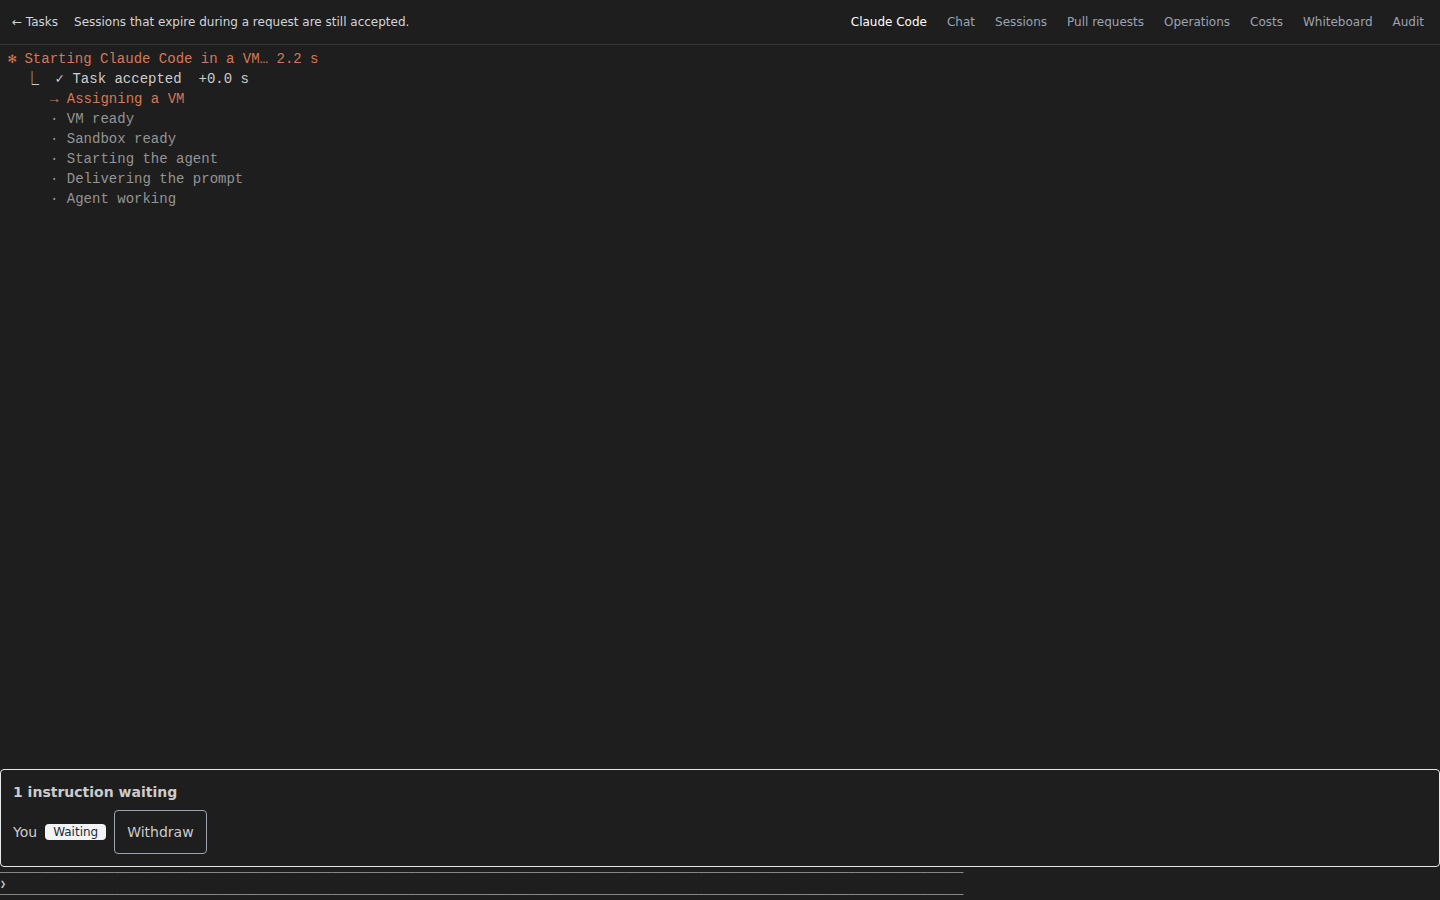 ← Tasks Sessions that expire during a request are still accepted. Claude Code Chat Sessions Pull requests Operations Costs Whiteboard Audit
✻ Starting Claude Code in a VM… 2.2 s
⎿ ✓ Task accepted +0.0 s
→ Assigning a VM
· VM ready
· Sandbox ready
· Starting the agent
· Delivering the prompt
· Agent working
1 instruction waiting
You Waiting Withdraw
❯